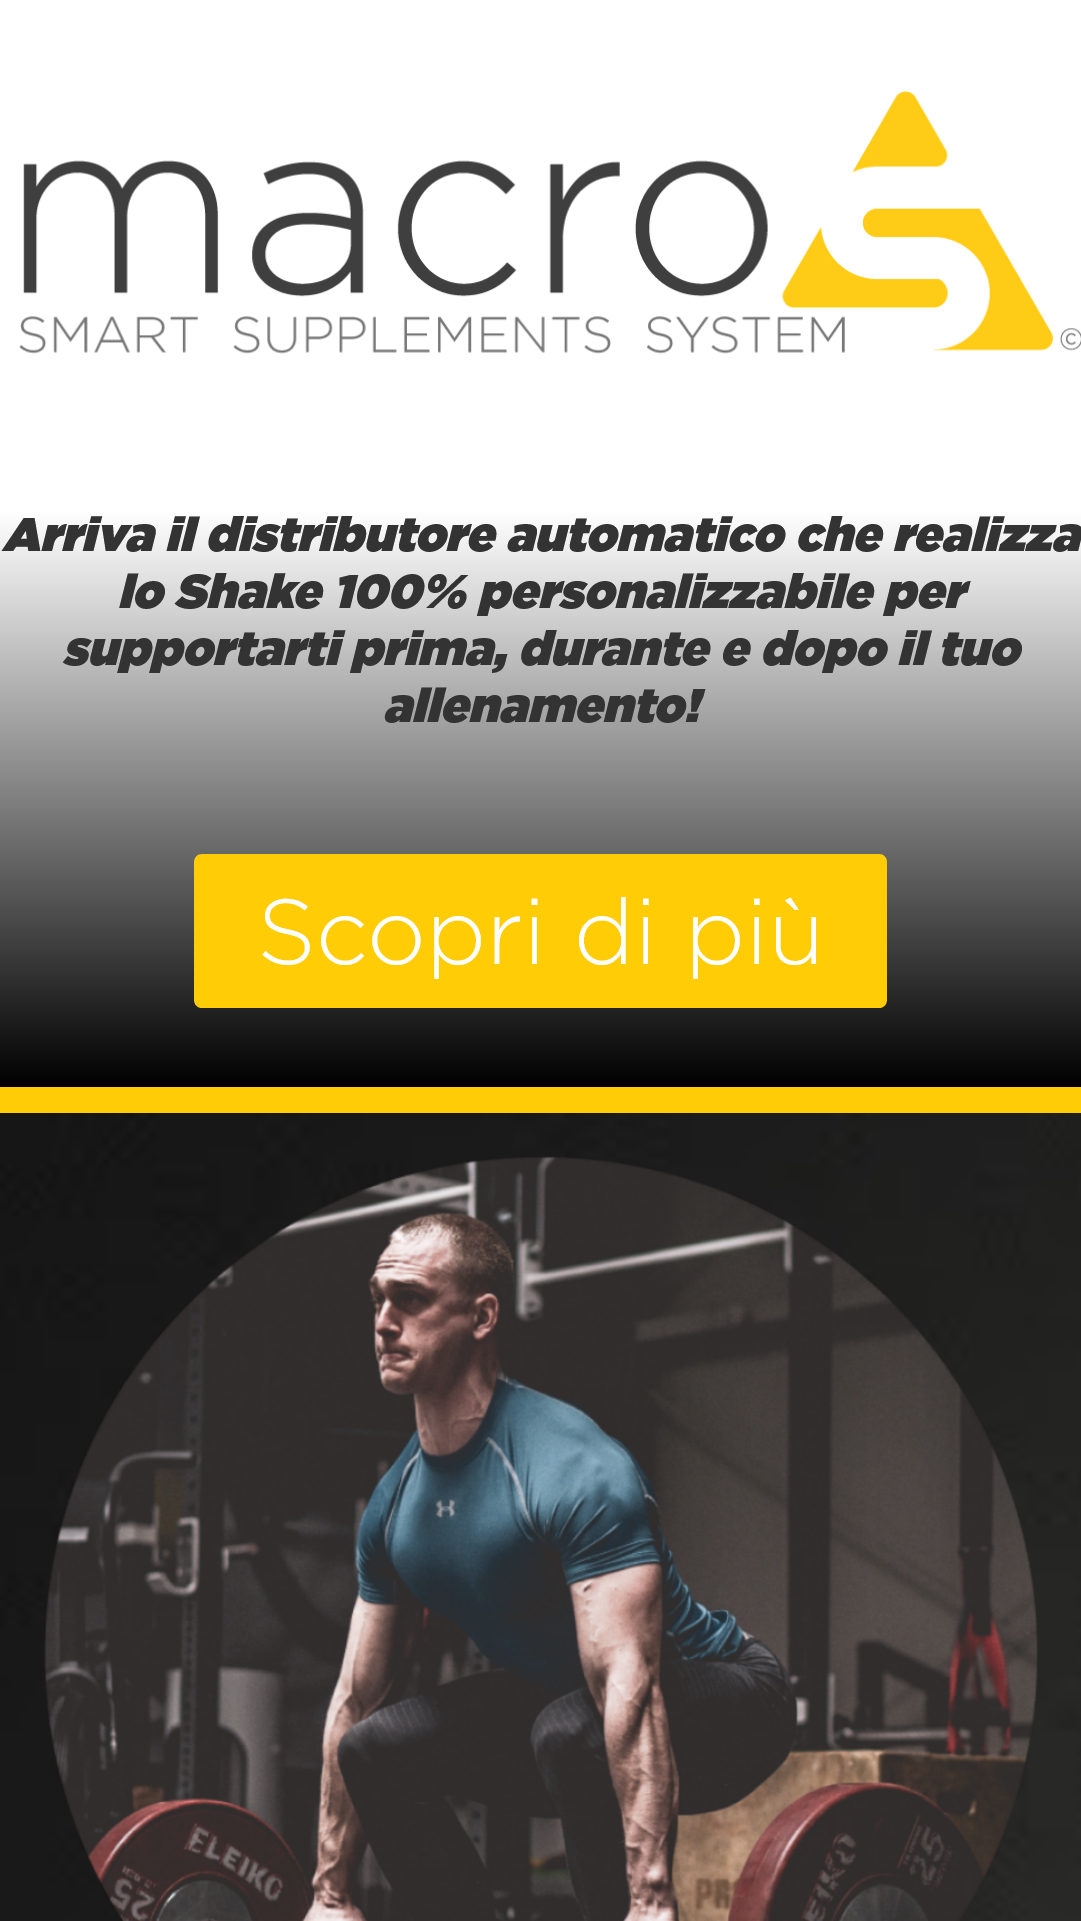 macro
SMART SUPPLEMENTS SYSTEM ©
Arriva il distributore automatico che realizza
lo Shake 100% personalizzabile per
supportarti prima, durante e dopo il tuo
allenamento!
Scopri di più
ELEIKO
25
25